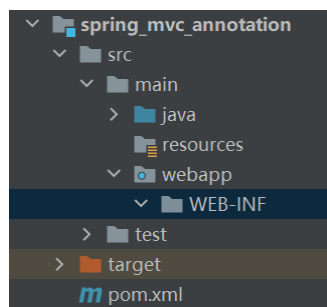 spring_mvc_annotation
src
main
java
resources
webapp
WEB-INF
test
target
m pom.xml